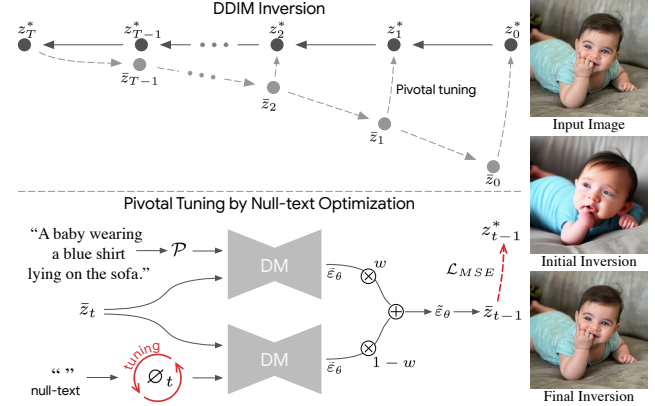 DDIM Inversion
z*_T z*_{T−1} z*_2 z*_1 z*_0
z̄_{T−1}
z̄_2
Pivotal tuning
z̄_1
z̄_0
Input Image
Pivotal Tuning by Null-text Optimization
“A baby wearing
a blue shirt
lying on the sofa.”
𝒫
DM
ε̄_θ
w
z*_{t−1}
ℒ_{MSE}
Initial Inversion
z̄_t
ε̃_θ
z̄_{t−1}
tuning
“ ”
null-text
∅_t
DM
ε̄_θ
1 − w
Final Inversion